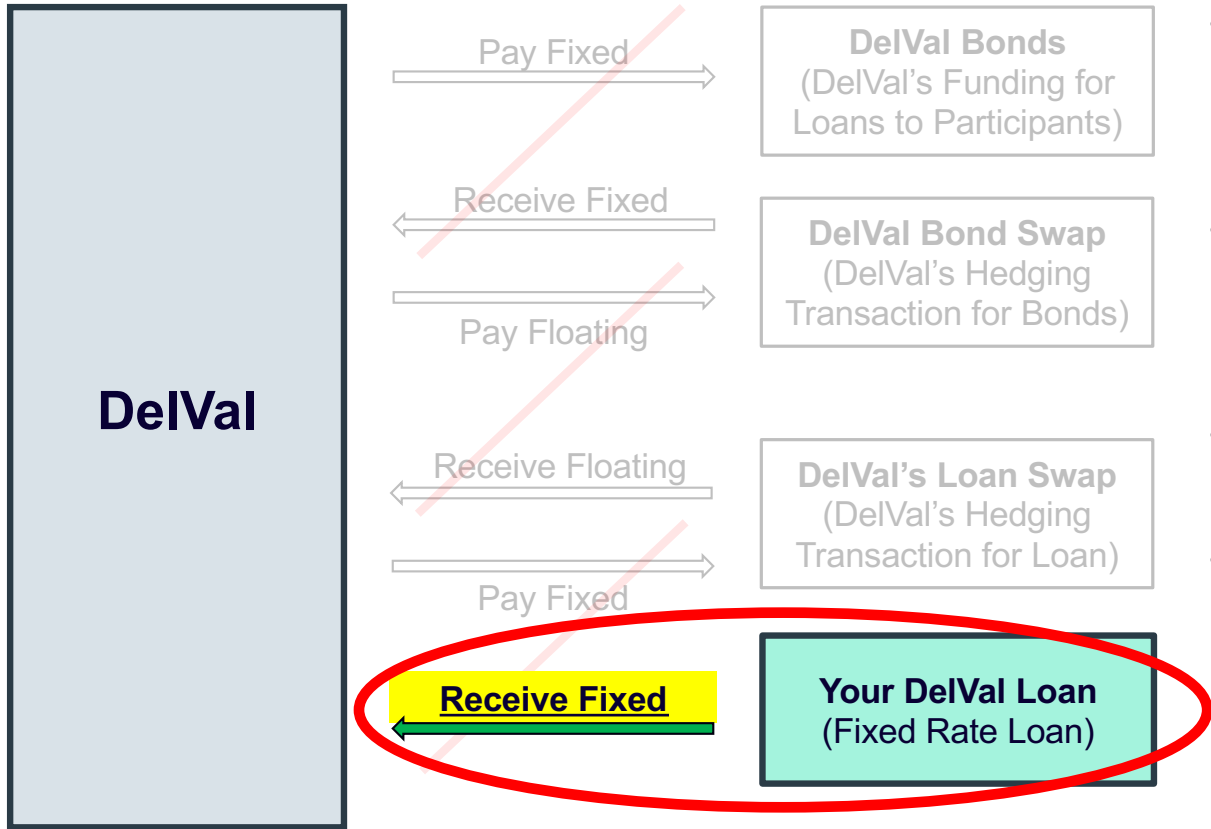 Pay Fixed
DelVal Bonds
(DelVal’s Funding for
Loans to Participants)
Receive Fixed
DelVal Bond Swap
(DelVal’s Hedging
Transaction for Bonds)
Pay Floating
DelVal
Receive Floating
DelVal’s Loan Swap
(DelVal’s Hedging
Transaction for Loan)
Pay Fixed
Receive Fixed
Your DelVal Loan
(Fixed Rate Loan)